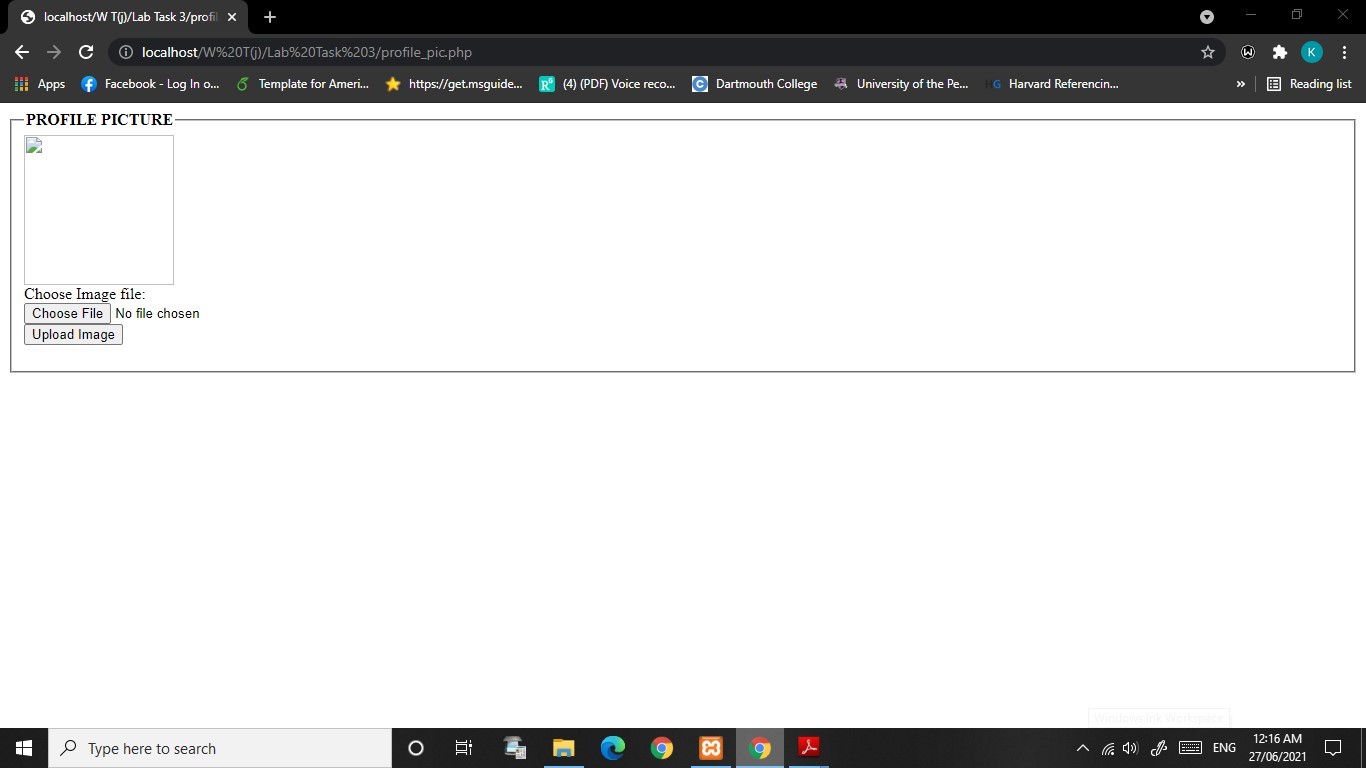 localhost/W T(j)/Lab Task 3/profil
localhost/W%20T(j)/Lab%20Task%203/profile_pic.php
K
Apps
Facebook - Log In o...
Template for Ameri...
https://get.msguide...
(4) (PDF) Voice reco...
Dartmouth College
University of the Pe...
HG Harvard Referencin...
»
Reading list
PROFILE PICTURE
Choose Image file:
Choose File No file chosen
Upload Image
Windows Ink Workspace
Type here to search
ENG
12:16 AM
27/06/2021